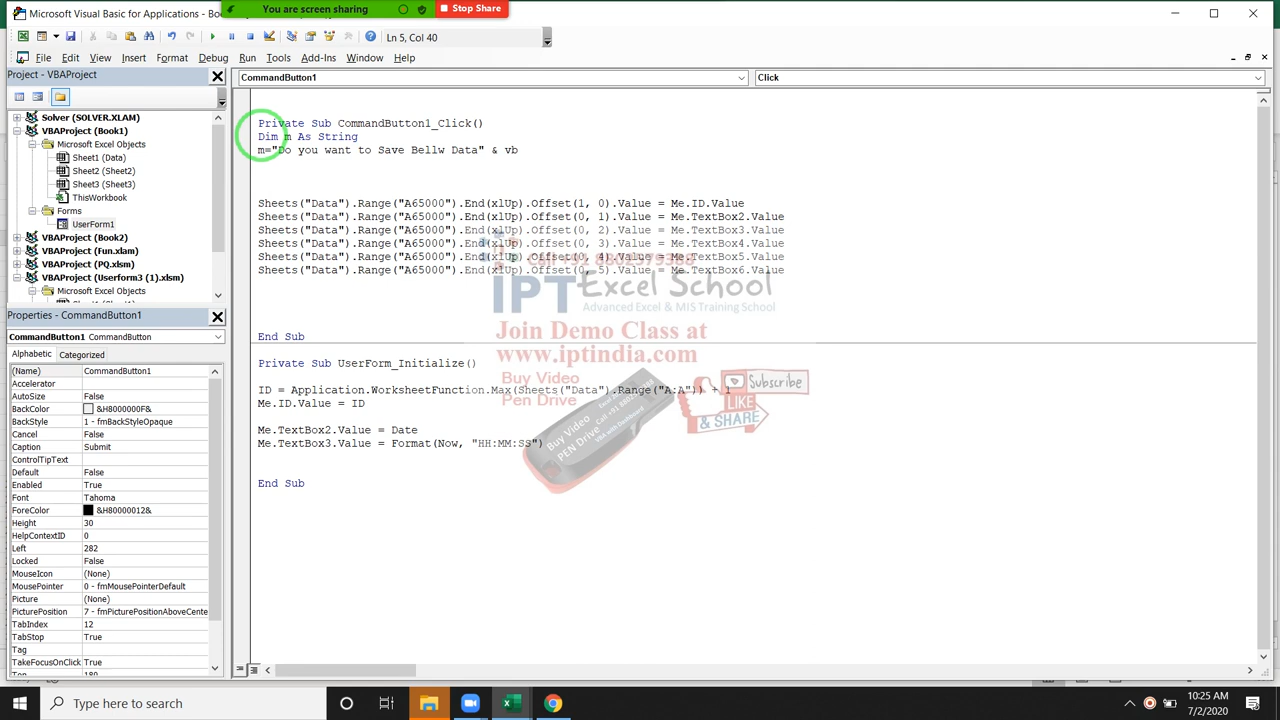 You are screen sharing
Stop Share
Microsoft Visual Basic for Applications - Boo
Ln 5, Col 40
File Edit View Insert Format Debug Run Tools Add-Ins Window Help
Project - VBAProject
CommandButton1
Click
Solver (SOLVER.XLAM)
VBAProject (Book1)
Microsoft Excel Objects
Sheet1 (Data)
Sheet2 (Sheet2)
Sheet3 (Sheet3)
ThisWorkbook
Forms
UserForm1
VBAProject (Book2)
VBAProject (Fun.xlam)
VBAProject (PQ.xlsm)
VBAProject (Userform3 (1).xlsm)
Microsoft Excel Objects
Properties - CommandButton1
CommandButton1 CommandButton
Alphabetic Categorized
(Name) CommandButton1
Accelerator
AutoSize False
BackColor &H8000000F&
BackStyle 1 - fmBackStyleOpaque
Cancel False
Caption Submit
ControlTipText
Default False
Enabled True
Font Tahoma
ForeColor &H80000012&
Height 30
HelpContextID 0
Left 282
Locked False
MouseIcon (None)
MousePointer 0 - fmMousePointerDefault
Picture (None)
PicturePosition 7 - fmPicturePositionAboveCente
TabIndex 12
TabStop True
Tag
TakeFocusOnClick True
Top 180
Private Sub CommandButton1_Click()
Dim m As String
m="Do you want to Save Bellw Data" & vb
Sheets("Data").Range("A65000").End(xlUp).Offset(1, 0).Value = Me.ID.Value
Sheets("Data").Range("A65000").End(xlUp).Offset(0, 1).Value = Me.TextBox2.Value
Sheets("Data").Range("A65000").End(xlUp).Offset(0, 2).Value = Me.TextBox3.Value
Sheets("Data").Range("A65000").End(xlUp).Offset(0, 3).Value = Me.TextBox4.Value
Sheets("Data").Range("A65000").End(xlUp).Offset(0, 4).Value = Me.TextBox5.Value
Sheets("Data").Range("A65000").End(xlUp).Offset(0, 5).Value = Me.TextBox6.Value
End Sub
Private Sub UserForm_Initialize()
ID = Application.WorksheetFunction.Max(Sheets("Data").Range("A:A")) + 1
Me.ID.Value = ID
Me.TextBox2.Value = Date
Me.TextBox3.Value = Format(Now, "HH:MM:SS")
End Sub
IPT Excel School
Advanced Excel & MIS Training School
Join Demo Class at
www.iptindia.com
Buy Video
Pen Drive
Buy Video
PEN Drive
Subscribe
LIKE
& SHARE
Type here to search
10:25 AM
7/2/2020